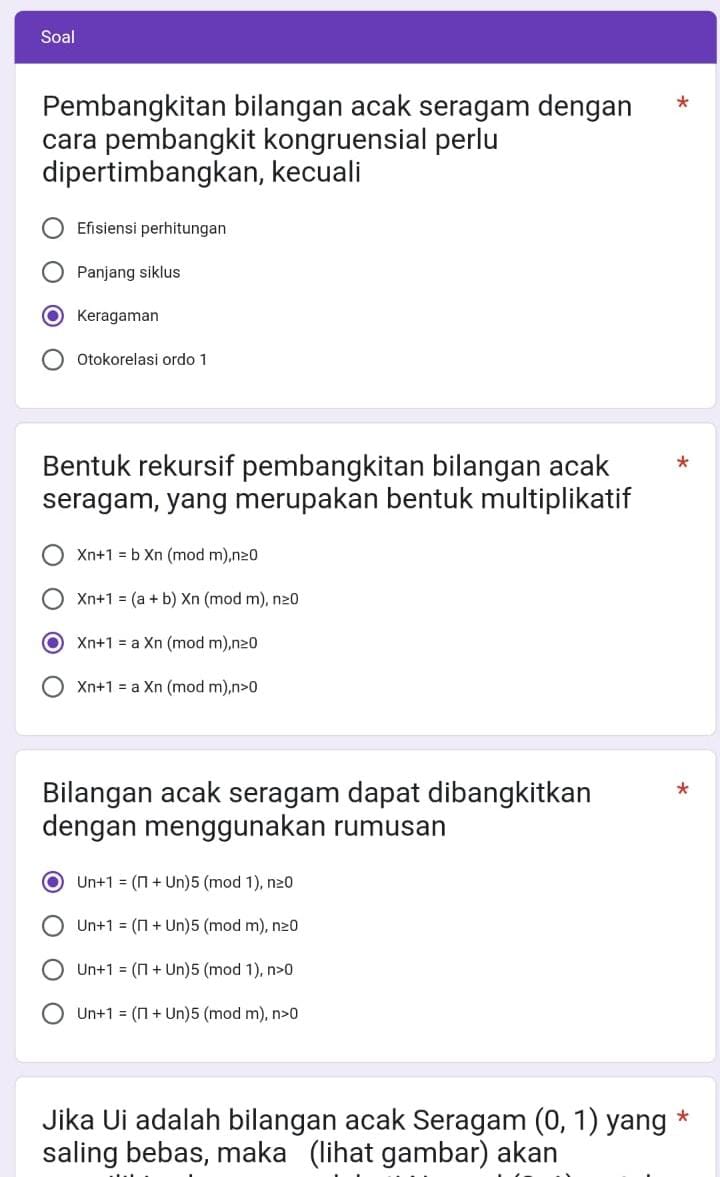 Soal
Pembangkitan bilangan acak seragam dengan *
cara pembangkit kongruensial perlu
dipertimbangkan, kecuali
Efisiensi perhitungan
Panjang siklus
Keragaman
Otokorelasi ordo 1
Bentuk rekursif pembangkitan bilangan acak *
seragam, yang merupakan bentuk multiplikatif
Xn+1 = b Xn (mod m),n≥0
Xn+1 = (a + b) Xn (mod m), n≥0
Xn+1 = a Xn (mod m),n≥0
Xn+1 = a Xn (mod m),n>0
Bilangan acak seragam dapat dibangkitkan *
dengan menggunakan rumusan
Un+1 = (Π + Un)5 (mod 1), n≥0
Un+1 = (Π + Un)5 (mod m), n≥0
Un+1 = (Π + Un)5 (mod 1), n>0
Un+1 = (Π + Un)5 (mod m), n>0
Jika Ui adalah bilangan acak Seragam (0, 1) yang *
saling bebas, maka (lihat gambar) akan